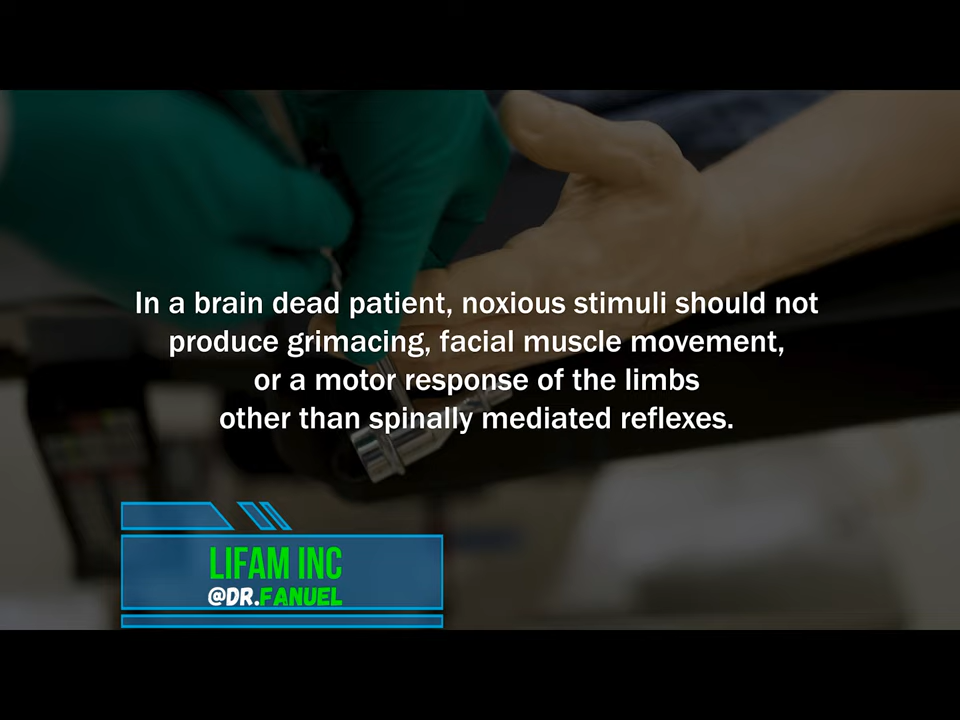 In a brain dead patient, noxious stimuli should not
produce grimacing, facial muscle movement,
or a motor response of the limbs
other than spinally mediated reflexes.
LIFAM INC
@DR.FANUEL